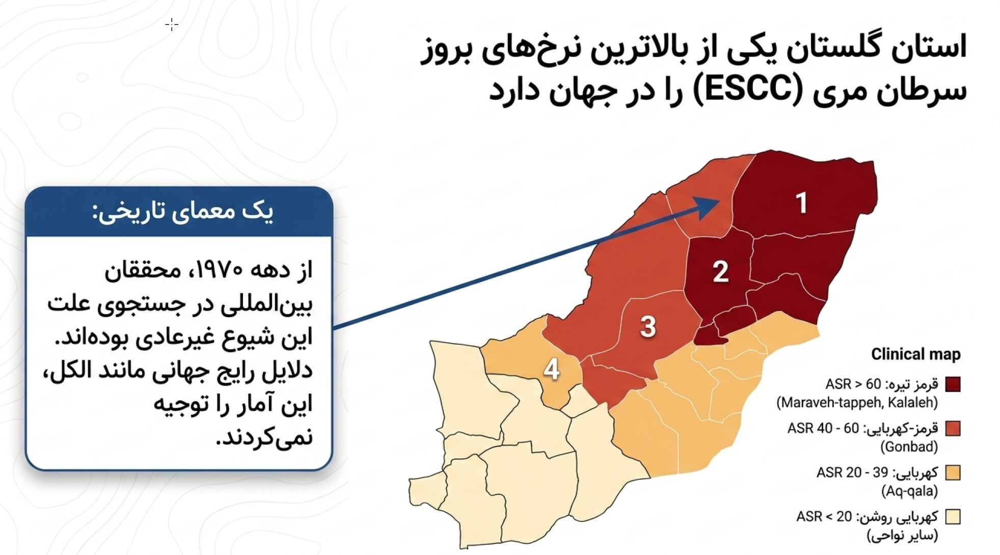 استان گلستان یکی از بالاترین نرخ‌های بروز
سرطان مری (ESCC) را در جهان دارد
یک معمای تاریخی:
از دهه ۱۹۷۰، محققان
بین‌المللی در جستجوی علت
این شیوع غیرعادی بوده‌اند.
دلایل رایج جهانی مانند الکل،
این آمار را توجیه
نمی‌کردند.
1
2
3
4
Clinical map
قرمز تیره: ASR > 60
(Maraveh-tappeh, Kalaleh)
قرمز-کهربایی: ASR 40 - 60
(Gonbad)
کهربایی: ASR 20 - 39
(Aq-qala)
کهربایی روشن: ASR < 20
(سایر نواحی)